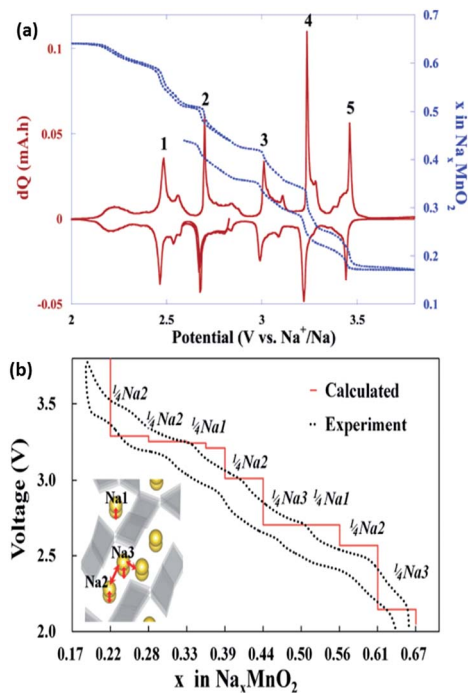 (a)
0.1
0.05
0
-0.05
dQ (mA.h)
1
2
3
4
5
0.7
0.6
0.5
0.4
0.3
0.2
0.1
x in NaxMnO2
2
2.5
3
3.5
Potential (V vs. Na+/Na)
(b)
3.5
3.0
2.5
2.0
Voltage (V)
¼Na2
¼Na2
¼Na1
¼Na2
¼Na3
¼Na1
¼Na2
¼Na3
Calculated
Experiment
Na1
Na3
Na2
0.17
0.22
0.28
0.33
0.39
0.44
0.50
0.56
0.61
0.67
x in NaxMnO2